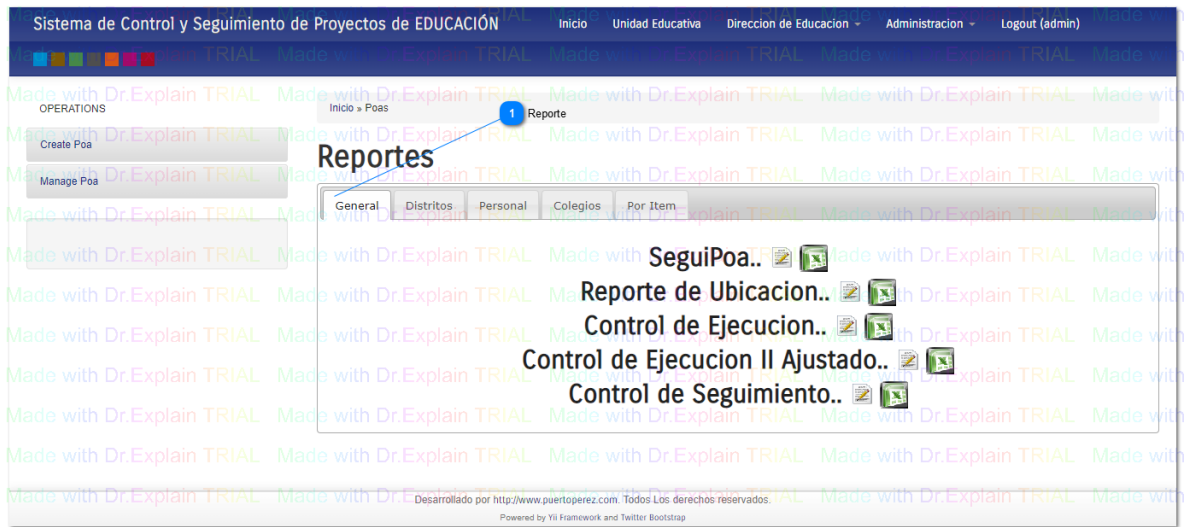 Sistema de Control y Seguimiento de Proyectos de EDUCACIÓN
Inicio Unidad Educativa Direccion de Educacion Administracion Logout (admin)
OPERATIONS
Create Poa
Manage Poa
Inicio » Poas
1 Reporte
Reportes
General Distritos Personal Colegios Por Item
SeguiPoa..
Reporte de Ubicacion..
Control de Ejecucion..
Control de Ejecucion II Ajustado..
Control de Seguimiento..
Desarrollado por http://www.puertoperez.com. Todos Los derechos reservados.
Powered by Yii Framework and Twitter Bootstrap
Made with Dr.Explain TRIAL